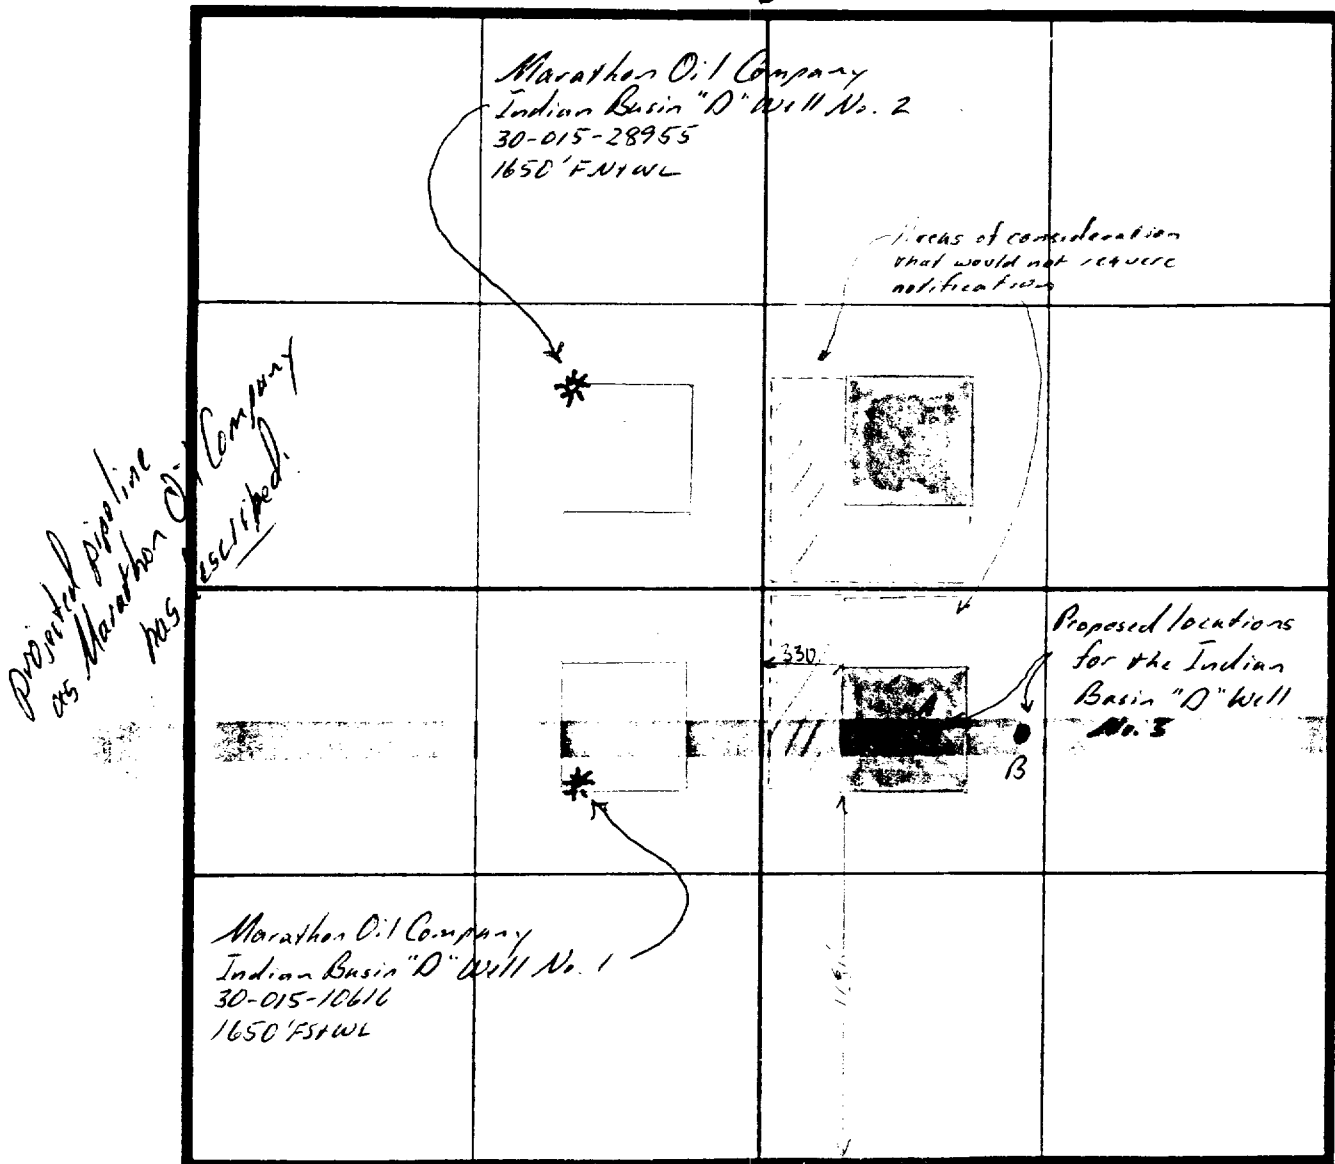 Marathon Oil Company
Indian Basin "D" Well No. 2
30-015-28955
1650' FN&WL
Areas of consideration
that would not require
notification
projected pipeline
as Marathon Oil Company
has described.
330'
Proposed locations
for the Indian
Basin "D" Well
No. 3
A
B
Marathon Oil Company
Indian Basin "D" Well No. 1
30-015-10616
1650' FS&WL